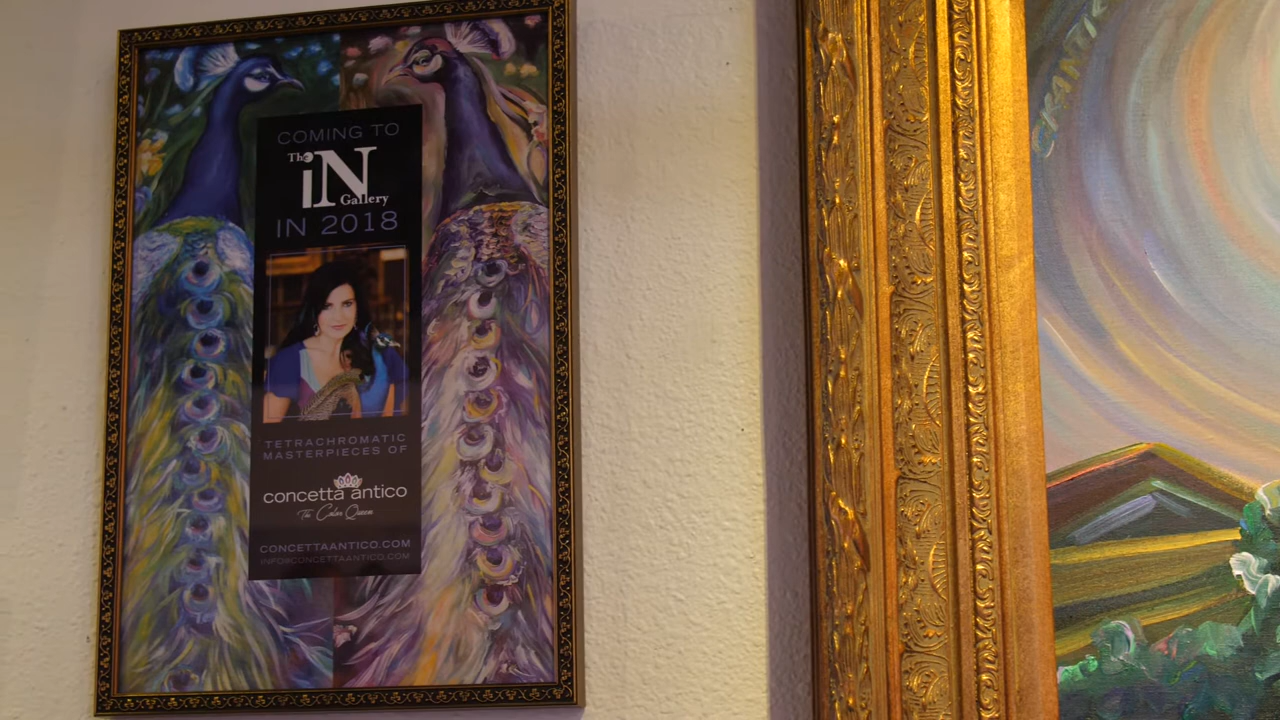 COMING TO
The
iN
Gallery
IN 2018
TETRACHROMATIC
MASTERPIECES OF
concetta antico
The Color Queen
CONCETTAANTICO.COM
INFO@CONCETTAANTICO.COM